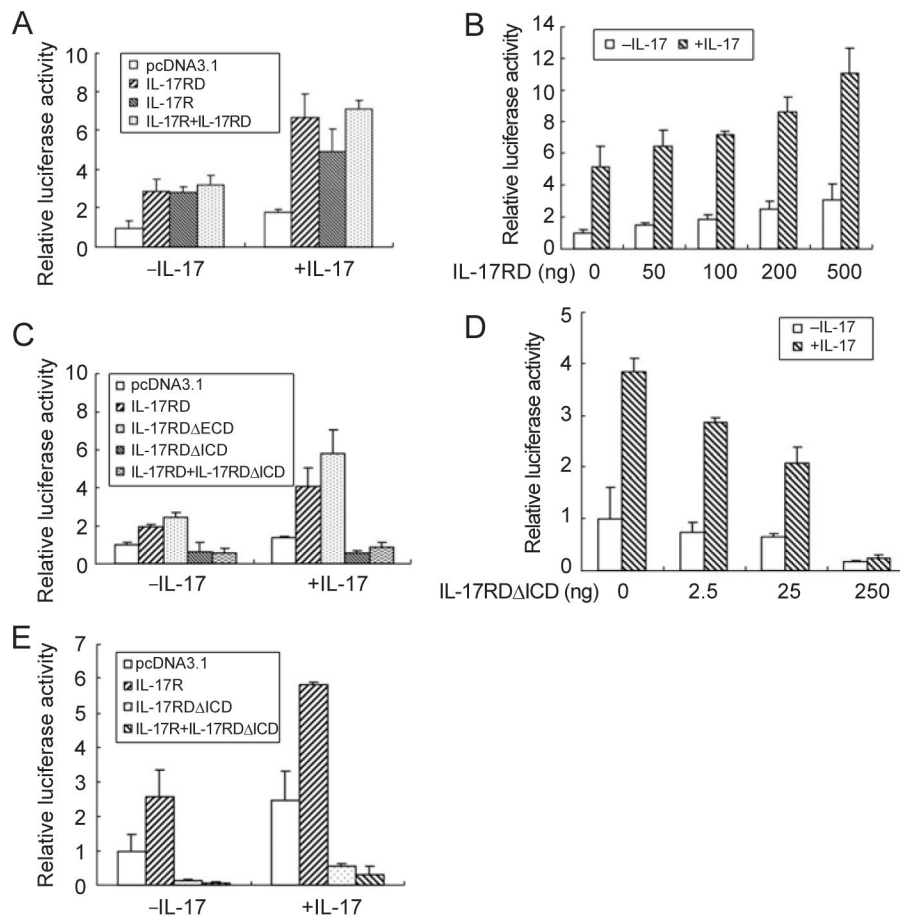 A
Relative luciferase activity
10
8
6
4
2
0
pcDNA3.1
IL-17RD
IL-17R
IL-17R+IL-17RD
–IL-17 +IL-17
B
Relative luciferase activity
14
12
10
8
6
4
2
0
–IL-17 +IL-17
IL-17RD (ng) 0 50 100 200 500
C
Relative luciferase activity
10
8
6
4
2
0
pcDNA3.1
IL-17RD
IL-17RDΔECD
IL-17RDΔICD
IL-17RD+IL-17RDΔICD
–IL-17 +IL-17
D
Relative luciferase activity
5
4
3
2
1
0
–IL-17
+IL-17
IL-17RDΔICD (ng) 0 2.5 25 250
E
Relative luciferase activity
7
6
5
4
3
2
1
0
pcDNA3.1
IL-17R
IL-17RDΔICD
IL-17R+IL-17RDΔICD
–IL-17 +IL-17